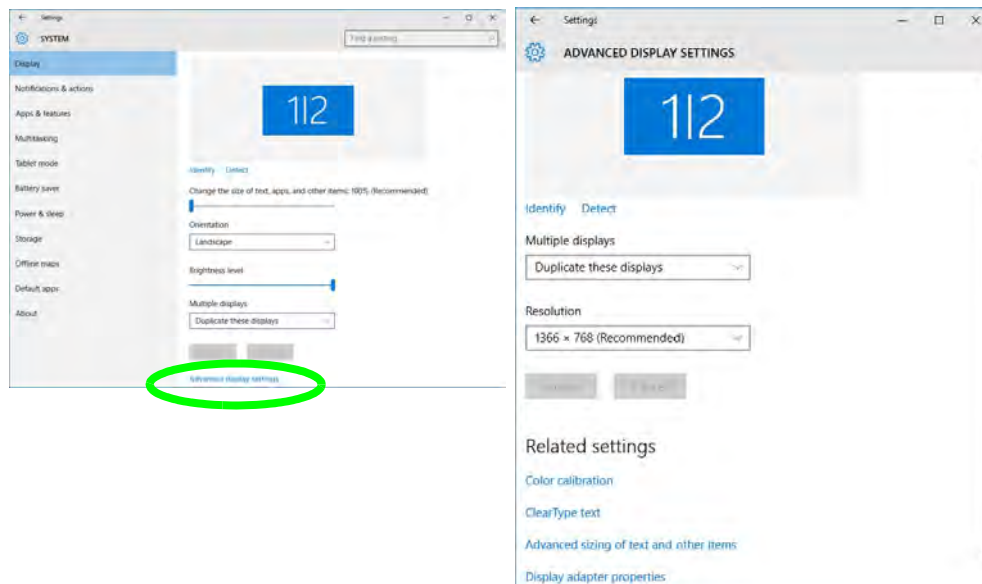 Settings
SYSTEM
Find a setting
Display
Notifications & actions
Apps & features
Multitasking
Tablet mode
Battery saver
Power & sleep
Storage
Offline maps
Default apps
About
1|2
Identify Detect
Change the size of text, apps, and other items: 100% (Recommended)
Orientation
Landscape
Brightness level
Multiple displays
Duplicate these displays
Advanced display settings
Settings
ADVANCED DISPLAY SETTINGS
1|2
Identify Detect
Multiple displays
Duplicate these displays
Resolution
1366 × 768 (Recommended)
Related settings
Color calibration
ClearType text
Advanced sizing of text and other items
Display adapter properties